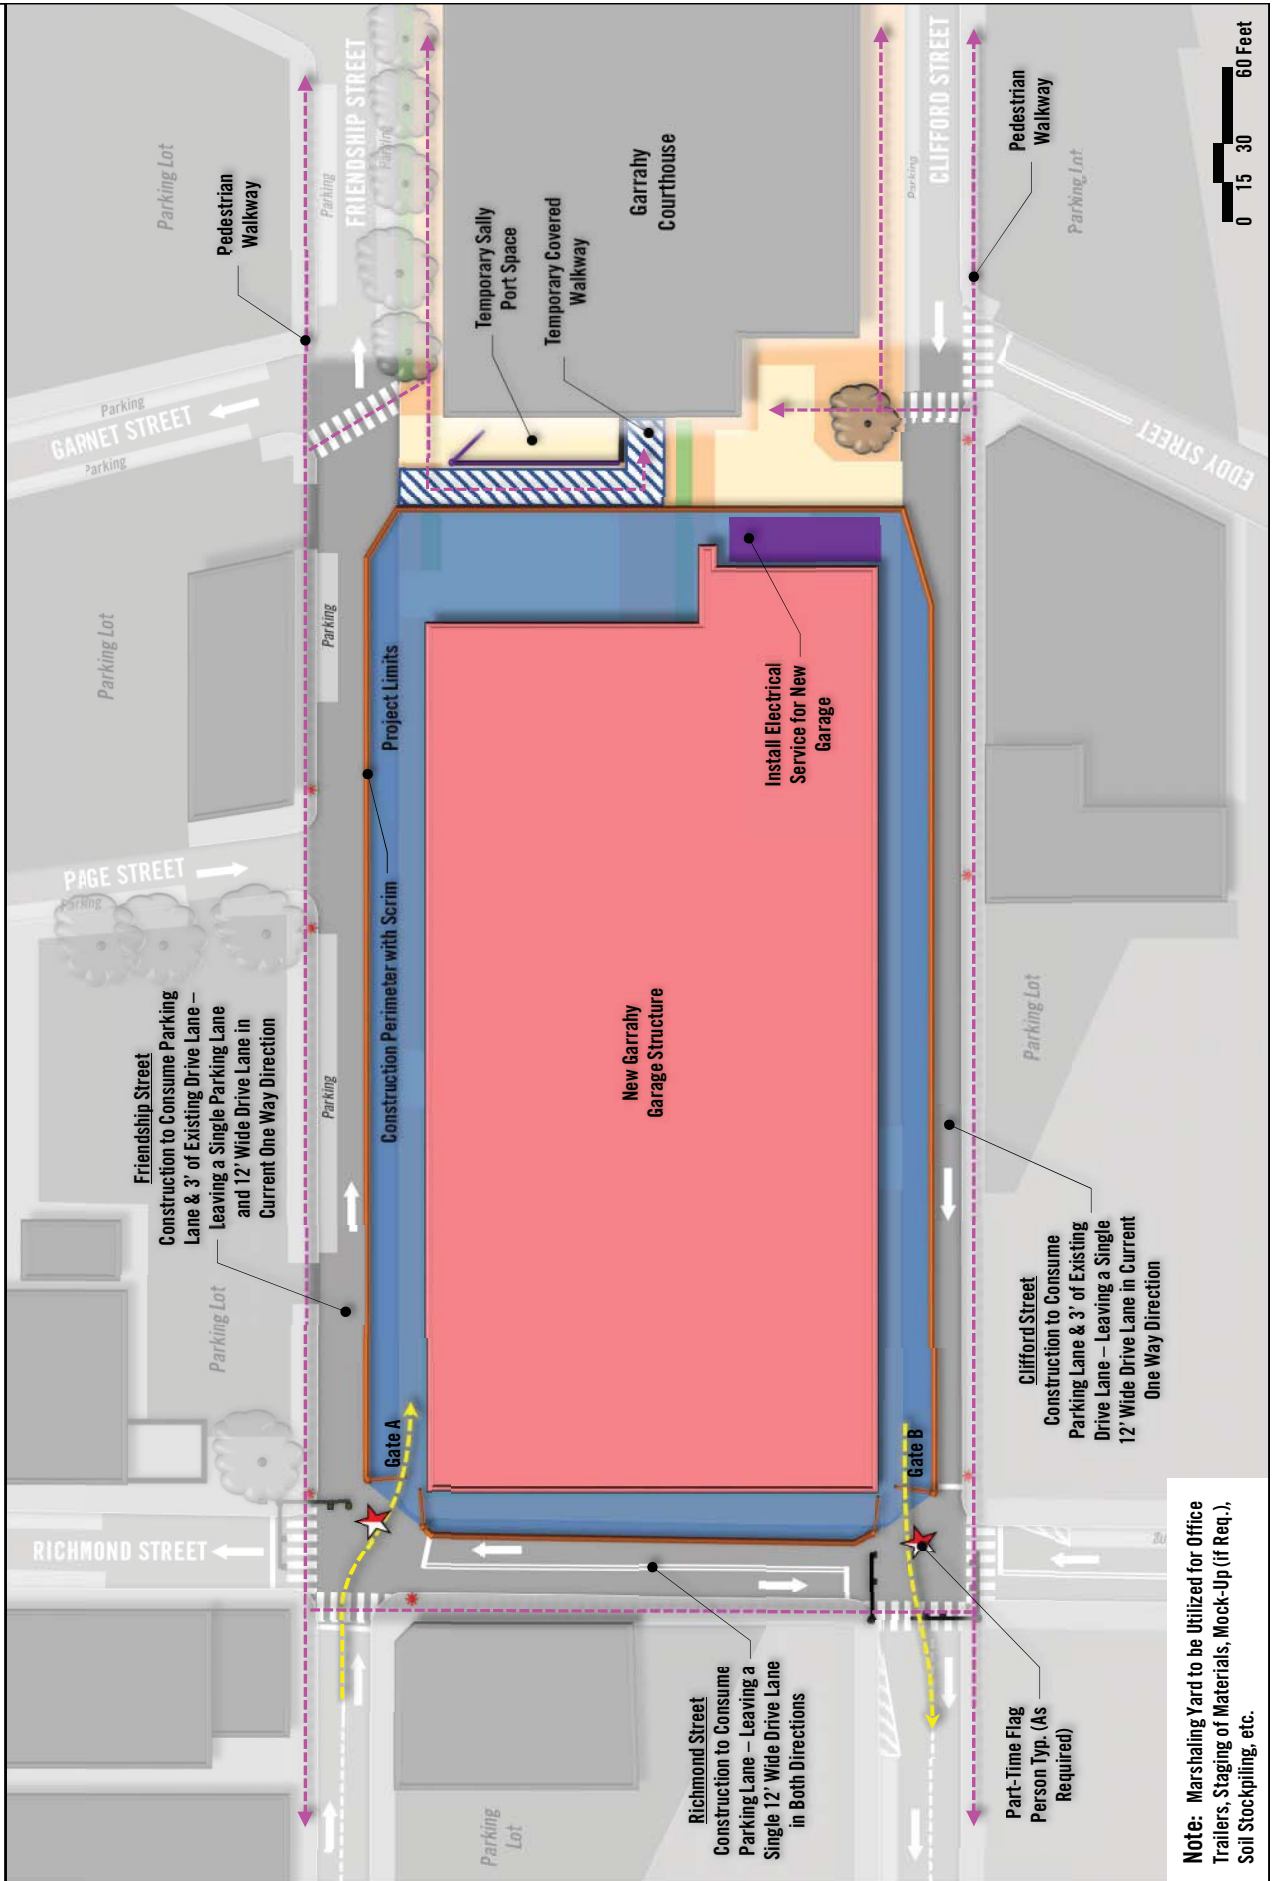 Parking Lot
Pedestrian
Walkway
Parking
FRIENDSHIP STREET
Parking
CLIFFORD STREET
Parking
Pedestrian
Walkway
0 15 30 60 Feet
Garrahy
Courthouse
Temporary Sally
Port Space
Temporary Covered
Walkway
Parking
GARNET STREET
Parking
EDDY STREET
Parking Lot
Parking
Project Limits
Install Electrical
Service for New
Garage
PAGE STREET
Parking
Construction Perimeter with Scrim
Friendship Street
Construction to Consume Parking
Lane & 3’ of Existing Drive Lane –
Leaving a Single Parking Lane
and 12’ Wide Drive Lane in
Current One Way Direction
Parking
New Garrahy
Garage Structure
Parking Lot
Parking Lot
Clifford Street
Construction to Consume
Parking Lane & 3’ of Existing
Drive Lane – Leaving a Single
12’ Wide Drive Lane in Current
One Way Direction
Gate A
Gate B
RICHMOND STREET
Richmond Street
Construction to Consume
Parking Lane – Leaving a
Single 12’ Wide Drive Lane
in Both Directions
Part-Time Flag
Person Typ. (As
Required)
Parking
Lot
Note: Marshaling Yard to be Utilized for Office
Trailers, Staging of Materials, Mock-Up (if Req.),
Soil Stockpiling, etc.